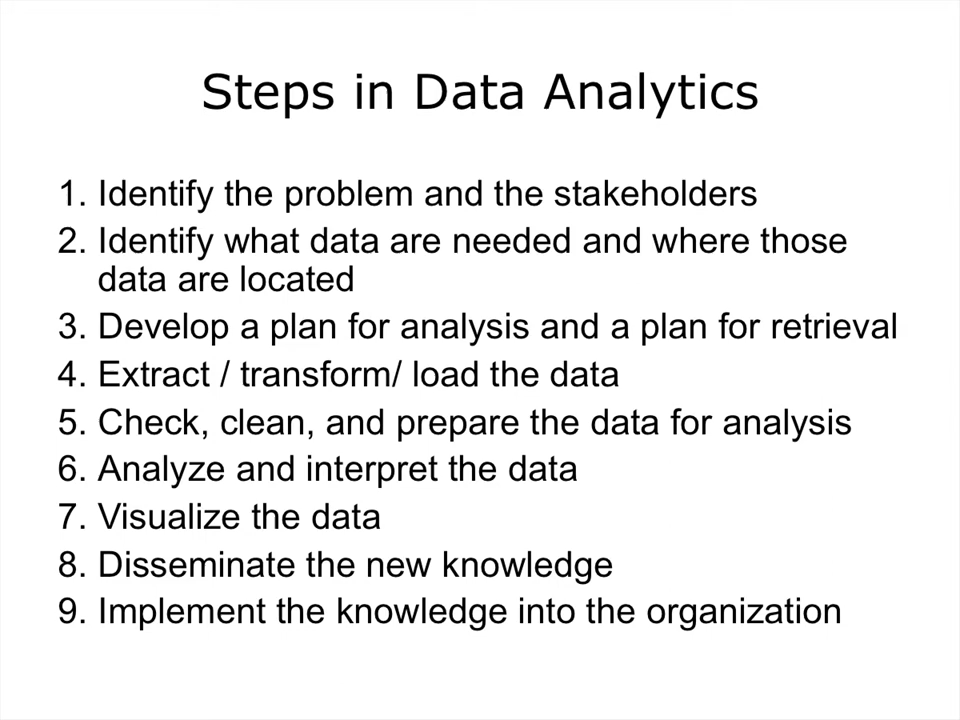 Steps in Data Analytics
1. Identify the problem and the stakeholders
2. Identify what data are needed and where those
data are located
3. Develop a plan for analysis and a plan for retrieval
4. Extract / transform/ load the data
5. Check, clean, and prepare the data for analysis
6. Analyze and interpret the data
7. Visualize the data
8. Disseminate the new knowledge
9. Implement the knowledge into the organization